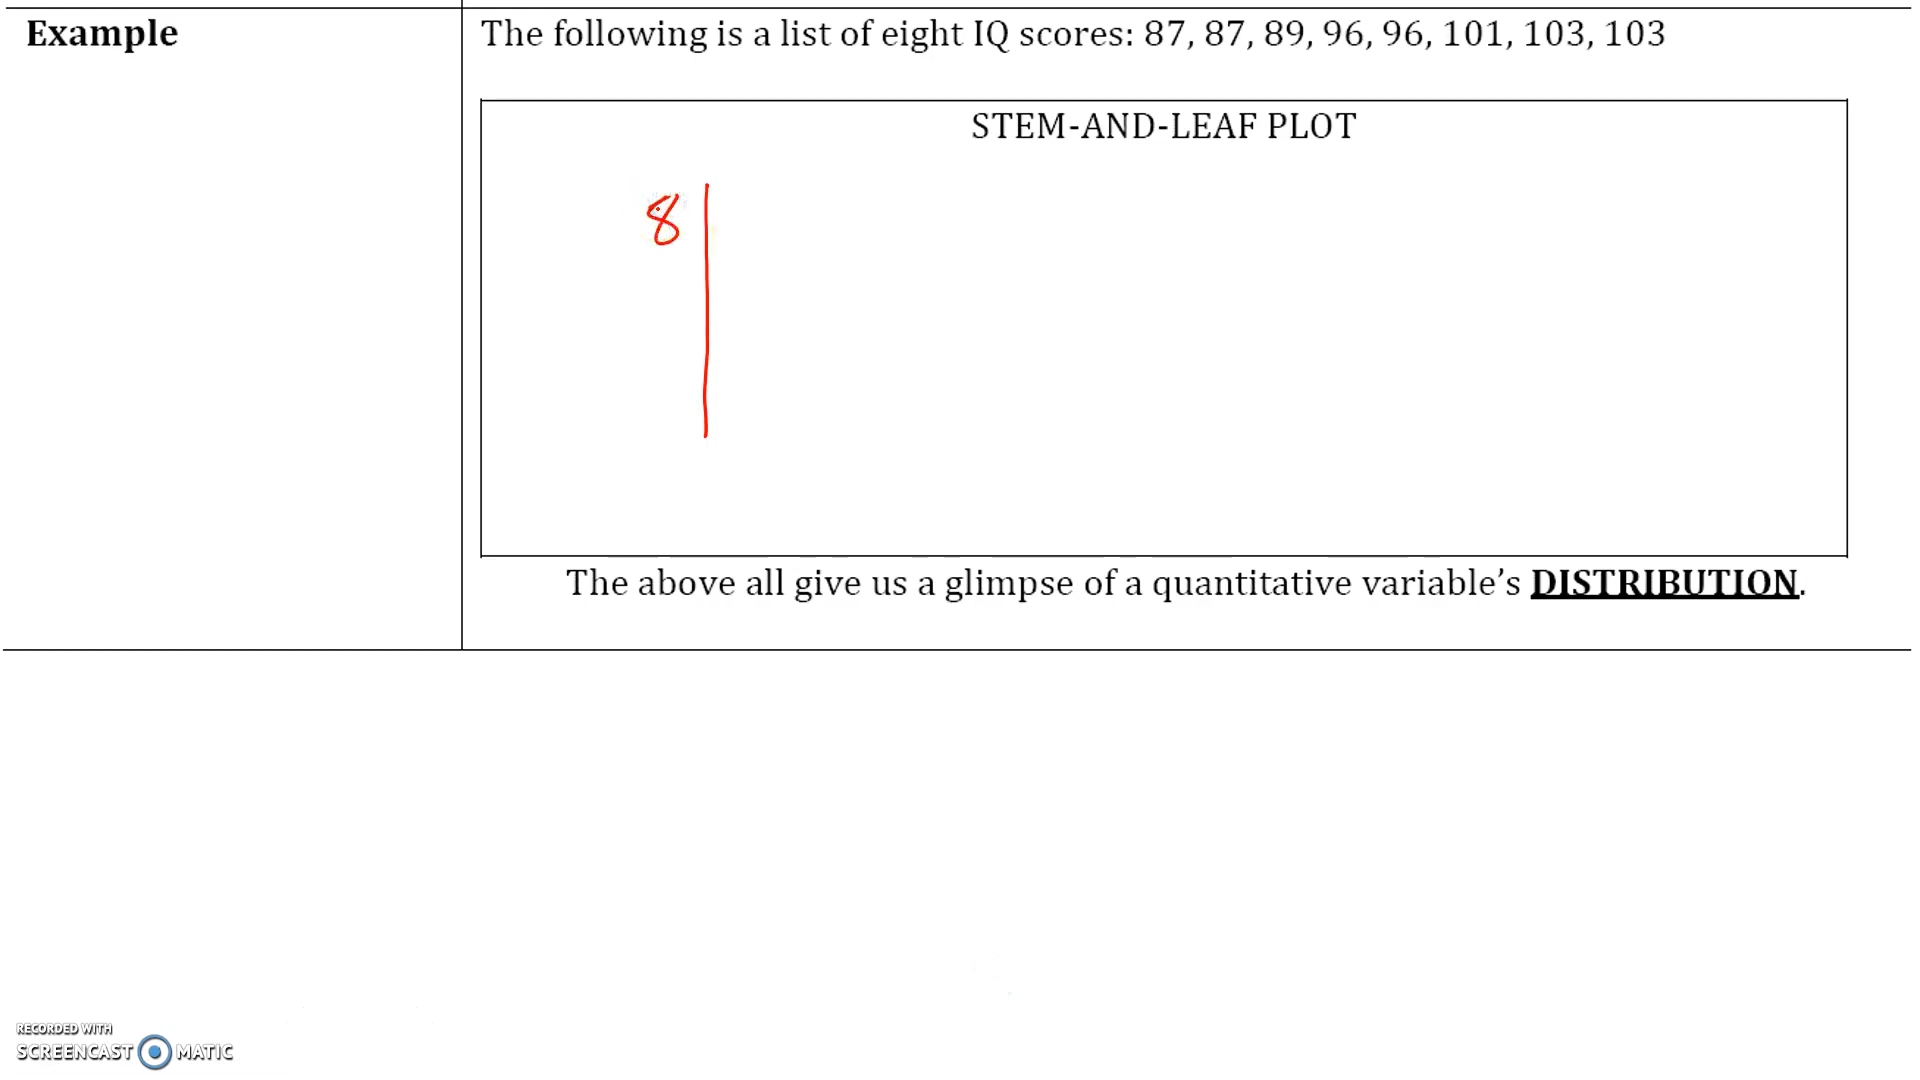 Example
The following is a list of eight IQ scores: 87, 87, 89, 96, 96, 101, 103, 103
STEM-AND-LEAF PLOT
8
The above all give us a glimpse of a quantitative variable’s DISTRIBUTION.
RECORDED WITH
SCREENCAST MATIC